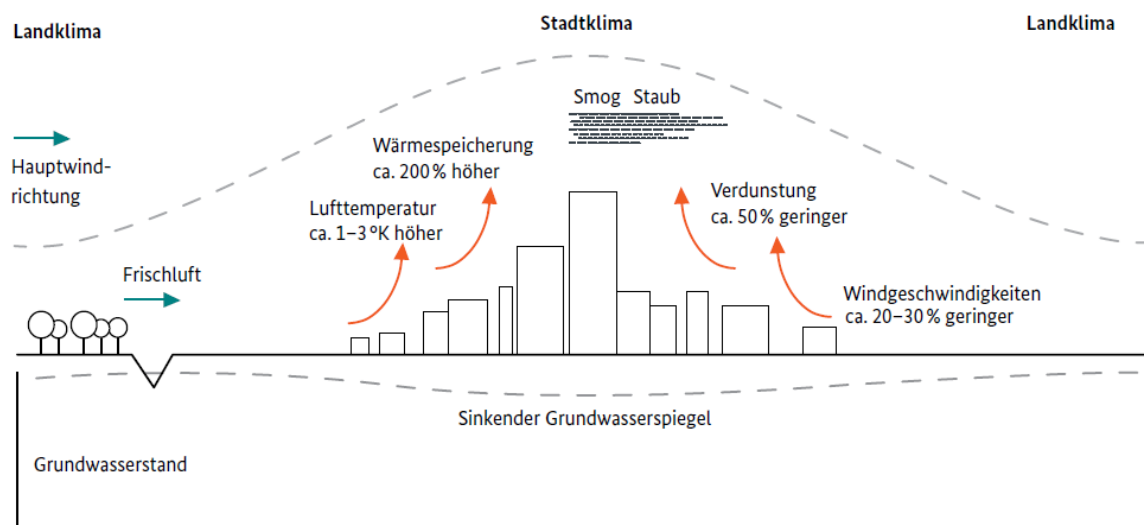 Landklima
Stadtklima
Landklima
Smog Staub
Hauptwind-
richtung
Wärmespeicherung
ca. 200 % höher
Lufttemperatur
ca. 1–3 °K höher
Verdunstung
ca. 50 % geringer
Frischluft
Windgeschwindigkeiten
ca. 20–30 % geringer
Sinkender Grundwasserspiegel
Grundwasserstand